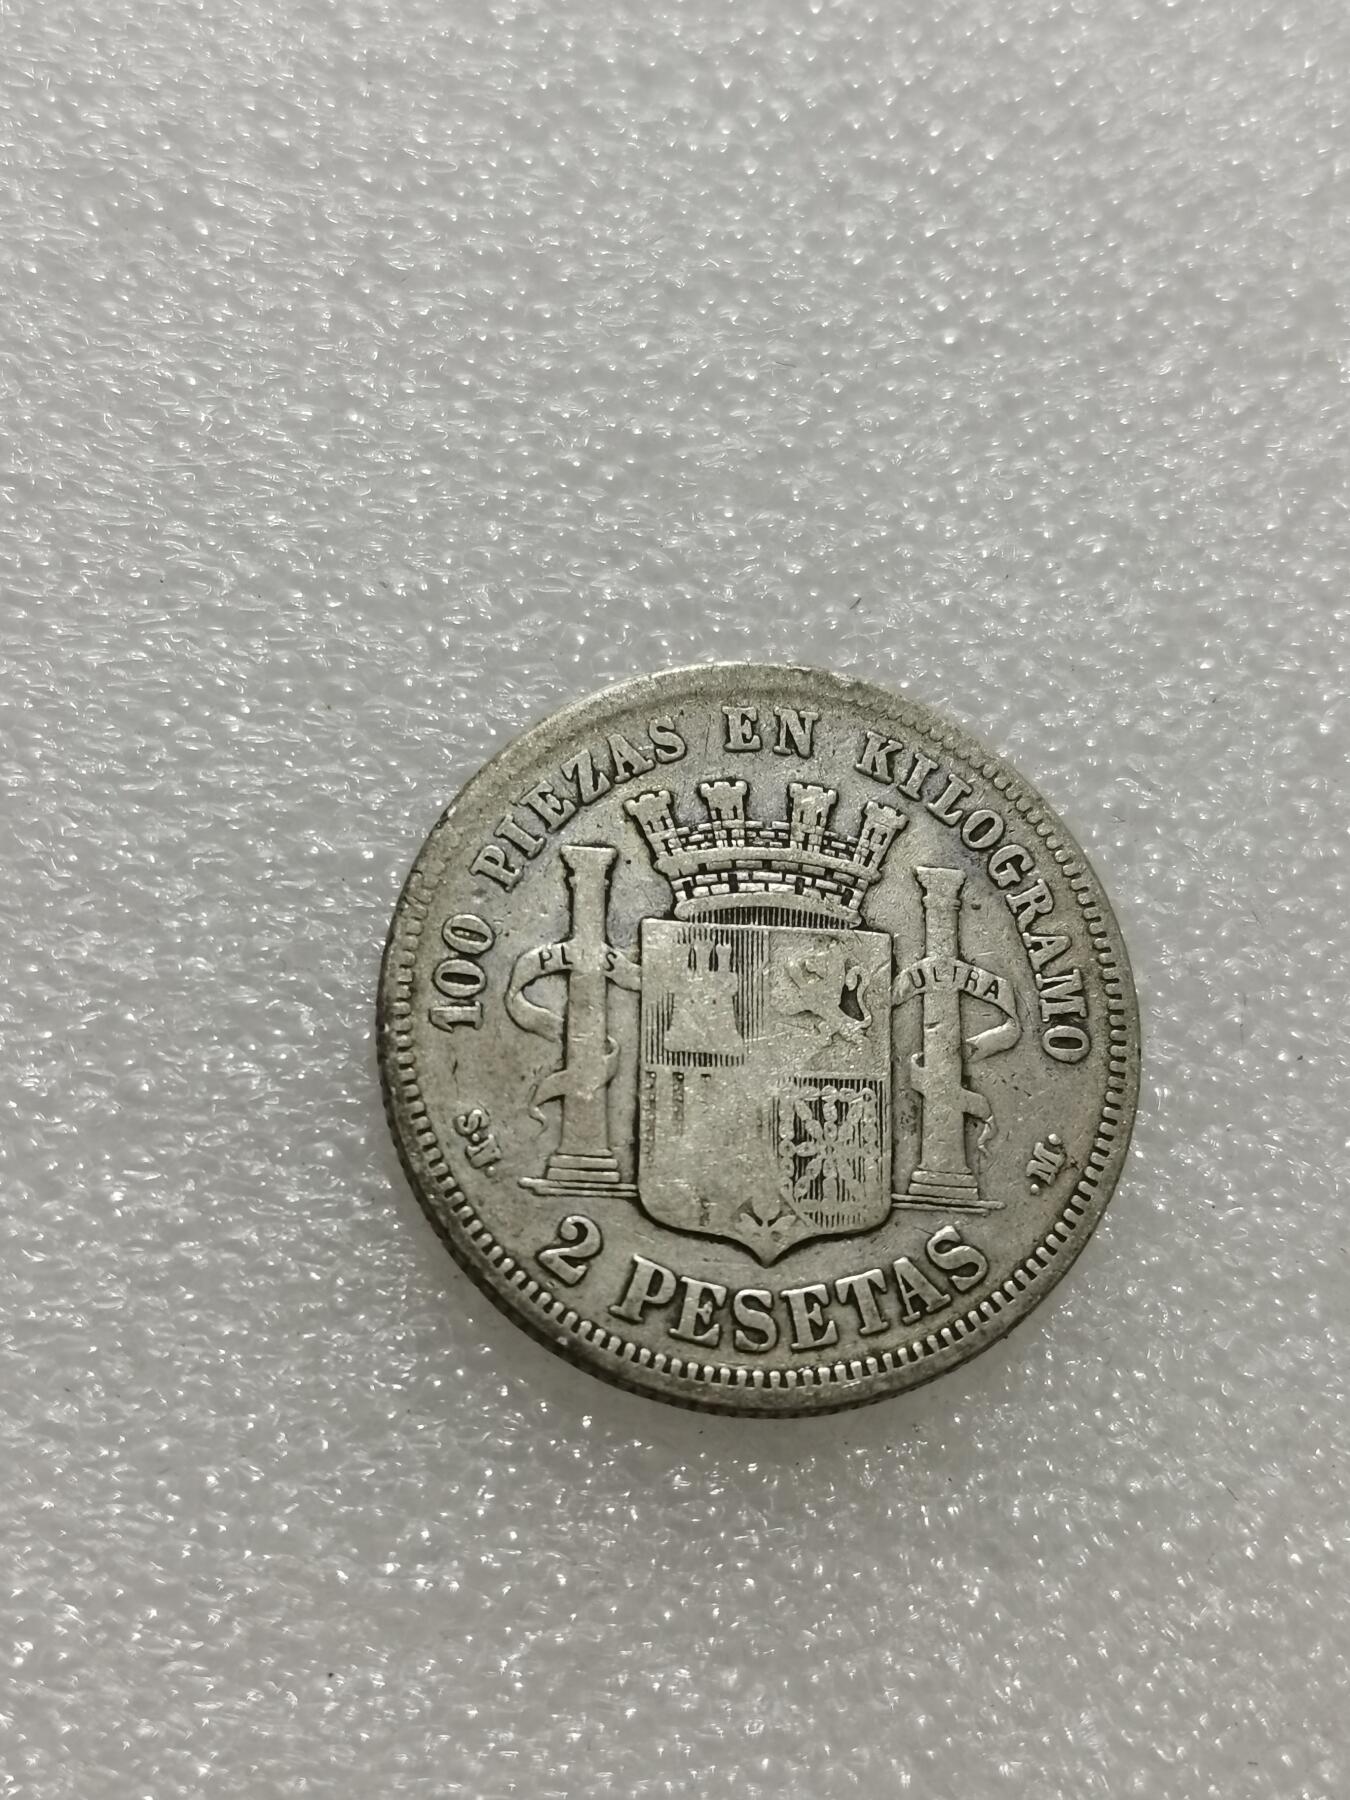 100 PIEZAS EN KILOGRAMO
PLUS
ULTRA
S.N.
.M.
2 PESETAS